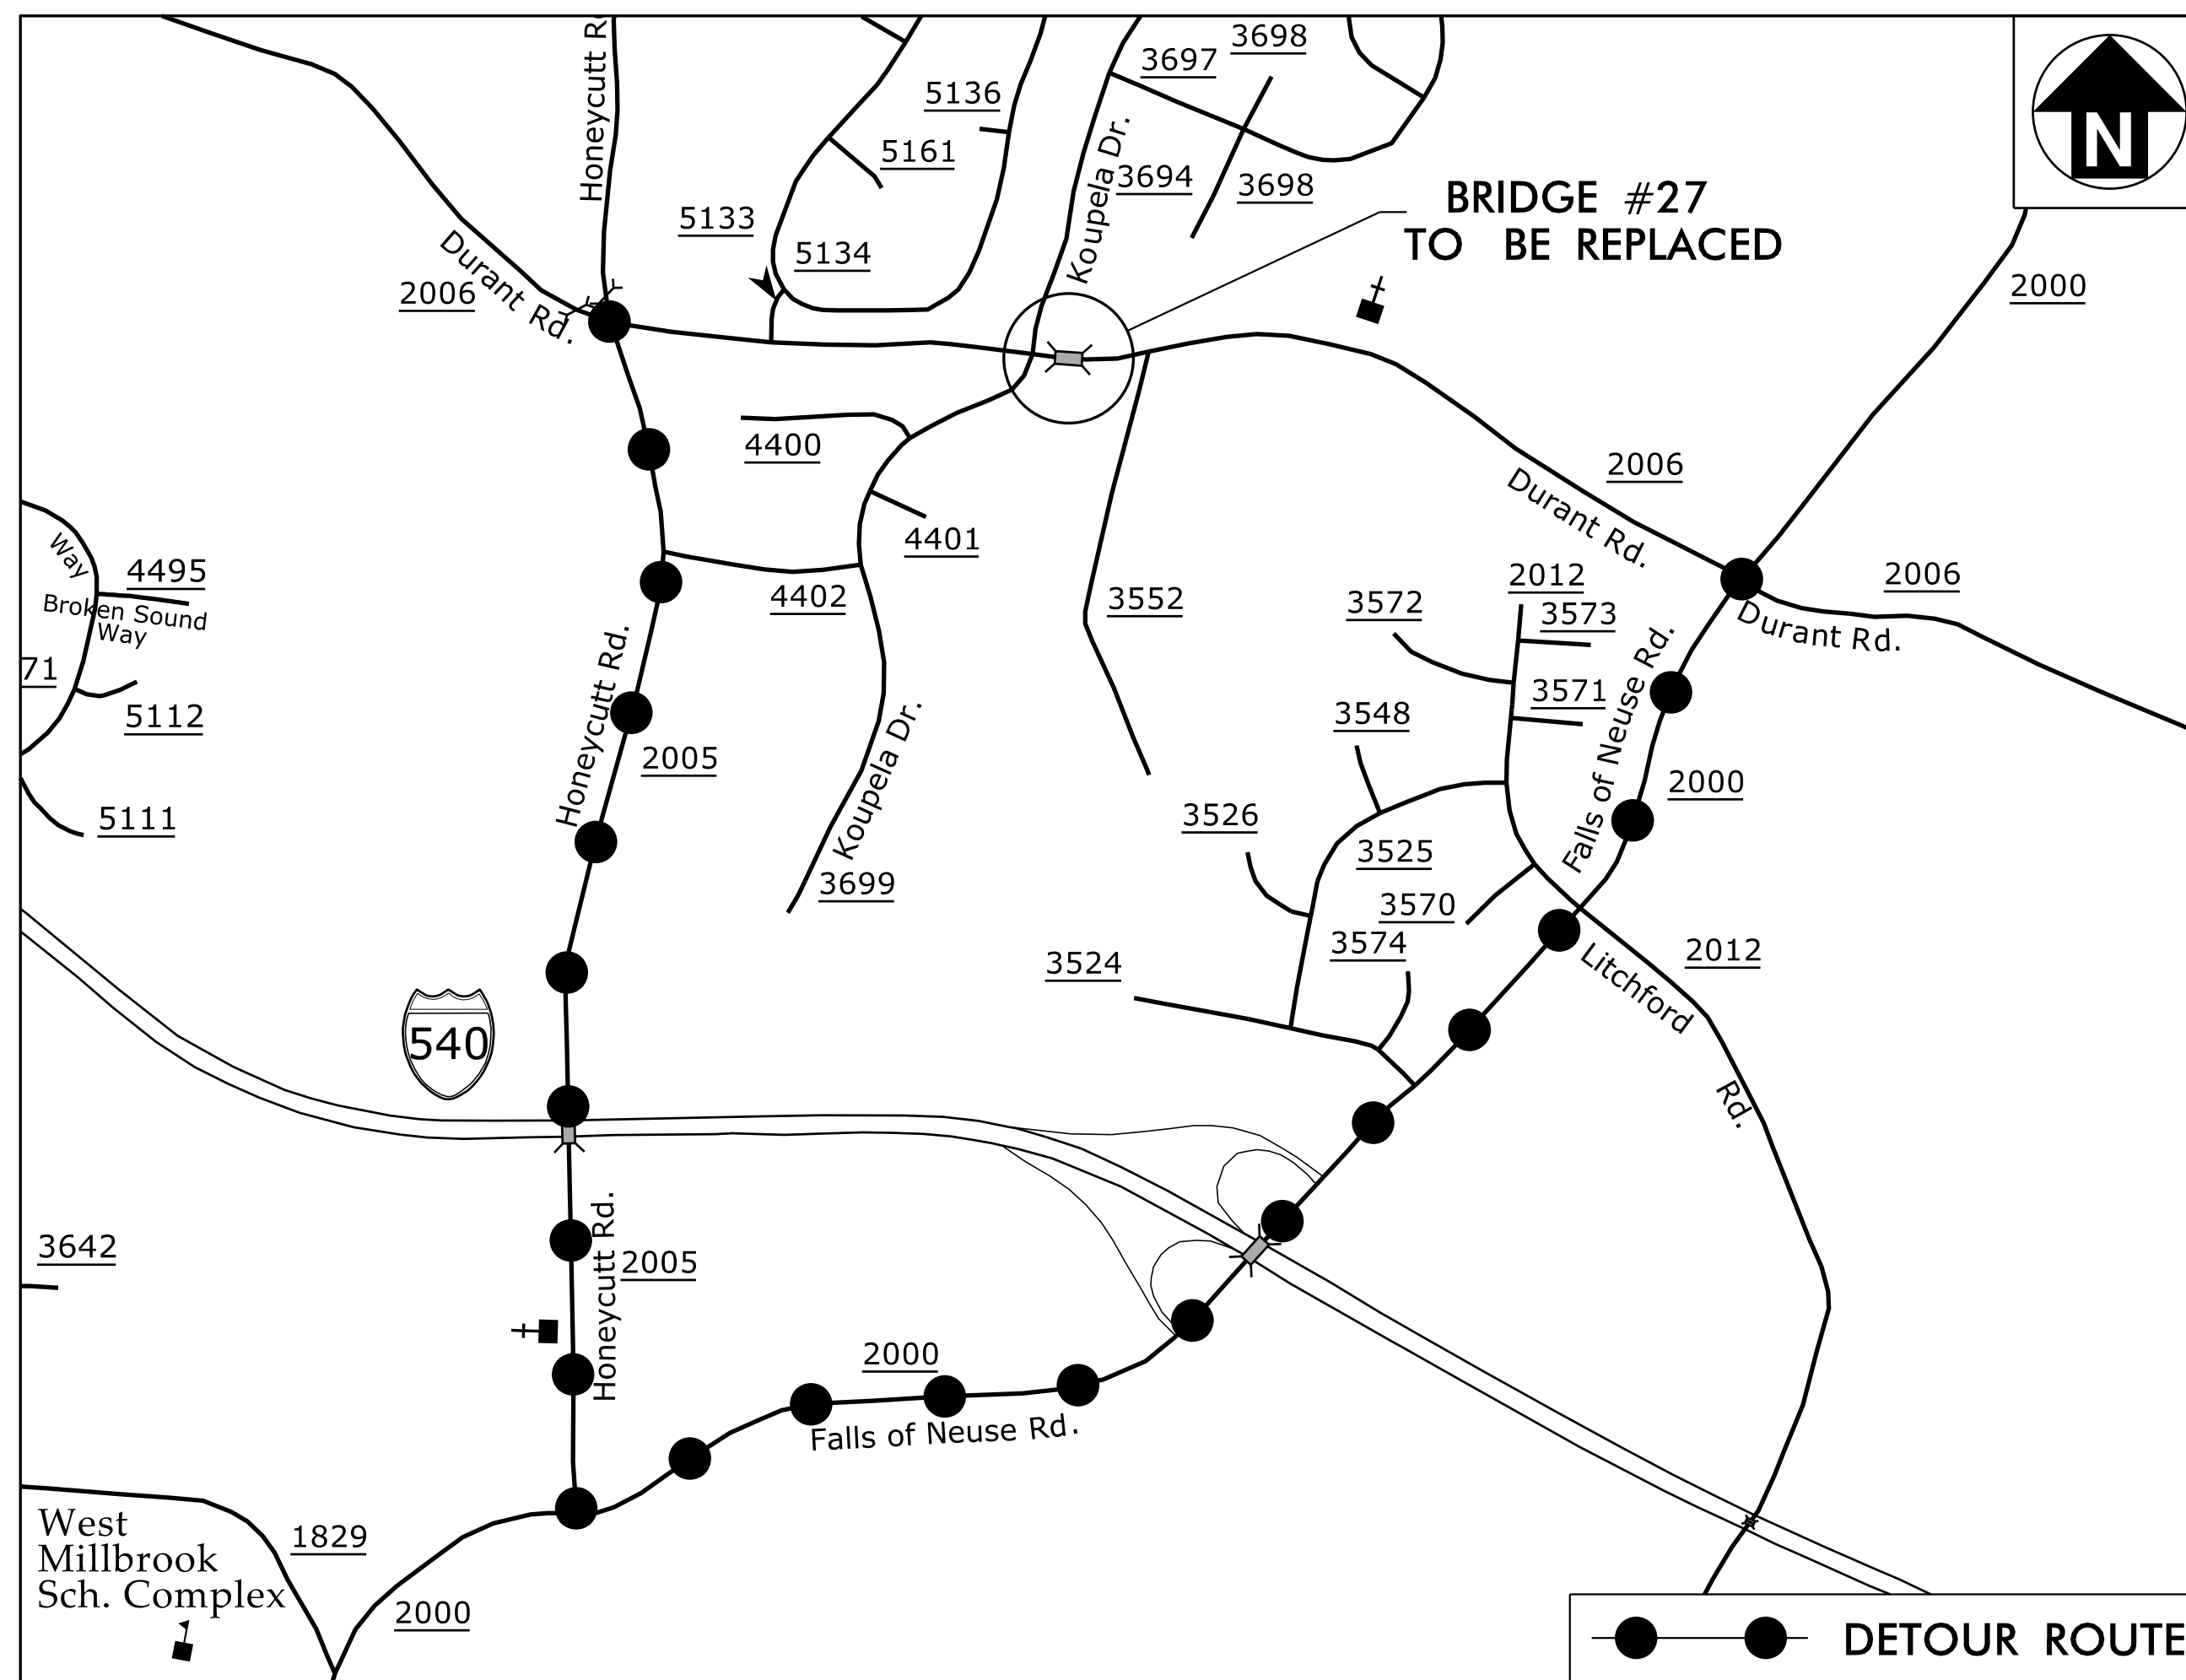 Honeycutt
3698
3697
5136
5161
Koupela Dr.
3694
3698
BRIDGE #27
TO BE REPLACED
N
5133
5134
2000
Durant Rd.
2006
4400
4401
4402
2006
Durant Rd.
2006
Durant Rd.
Way
4495
Broken Sound
Way
71
5112
5111
Honeycutt Rd.
2005
3552
3572
2012
3573
3571
3548
Falls of Neuse Rd.
2000
Koupela Dr.
3699
3526
3525
3570
3574
3524
Litchford
Rd.
2012
540
3642
Honeycutt Rd.
2005
2000
Falls of Neuse Rd.
West
Millbrook
Sch. Complex
1829
2000
DETOUR ROUTE